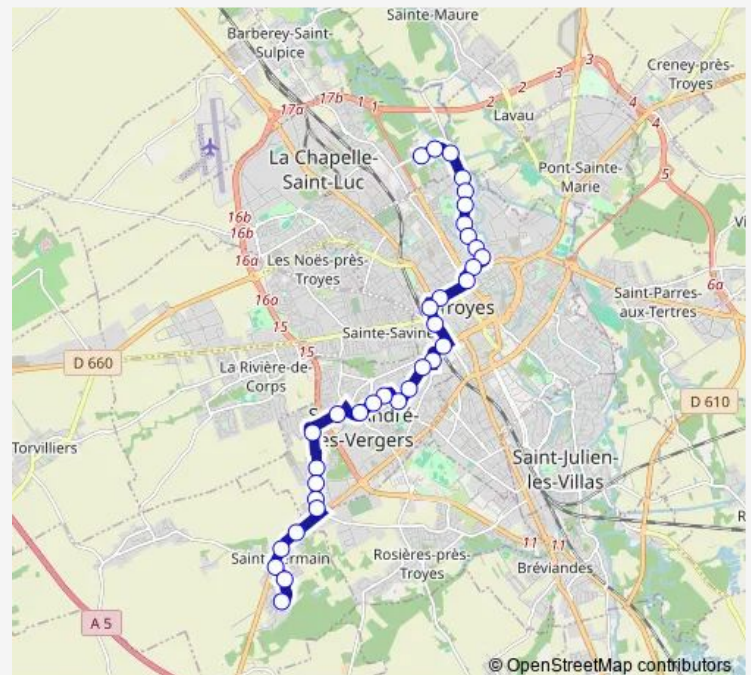 Sainte-Maure
Barberey-Saint-
Sulpice
Creney-près-
Troyes
17a
17b
1
1
2
2
3
3
4
4
Lavau
La Chapelle-
Saint-Luc
Pont-Sainte-
Marie
5
16b
16b
16a
Les Noës-près-
Troyes
16a
6a
Saint-Parres-
aux-Tertres
Troyes
15
Sainte-Savine
D 660
15
La Rivière-de-
Corps
D 610
Torvilliers
Saint-Julien-
les-Villas
11
11
Rosières-près-
Troyes
Bréviandes
A 5
© OpenStreetMap contributors